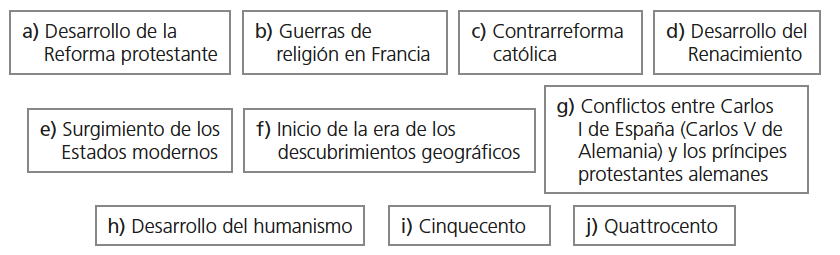 a) Desarrollo de la
Reforma protestante
b) Guerras de
religión en Francia
c) Contrarreforma
católica
d) Desarrollo del
Renacimiento
e) Surgimiento de los
Estados modernos
f) Inicio de la era de los
descubrimientos geográficos
g) Conflictos entre Carlos
I de España (Carlos V de
Alemania) y los príncipes
protestantes alemanes
h) Desarrollo del humanismo
i) Cinquecento
j) Quattrocento